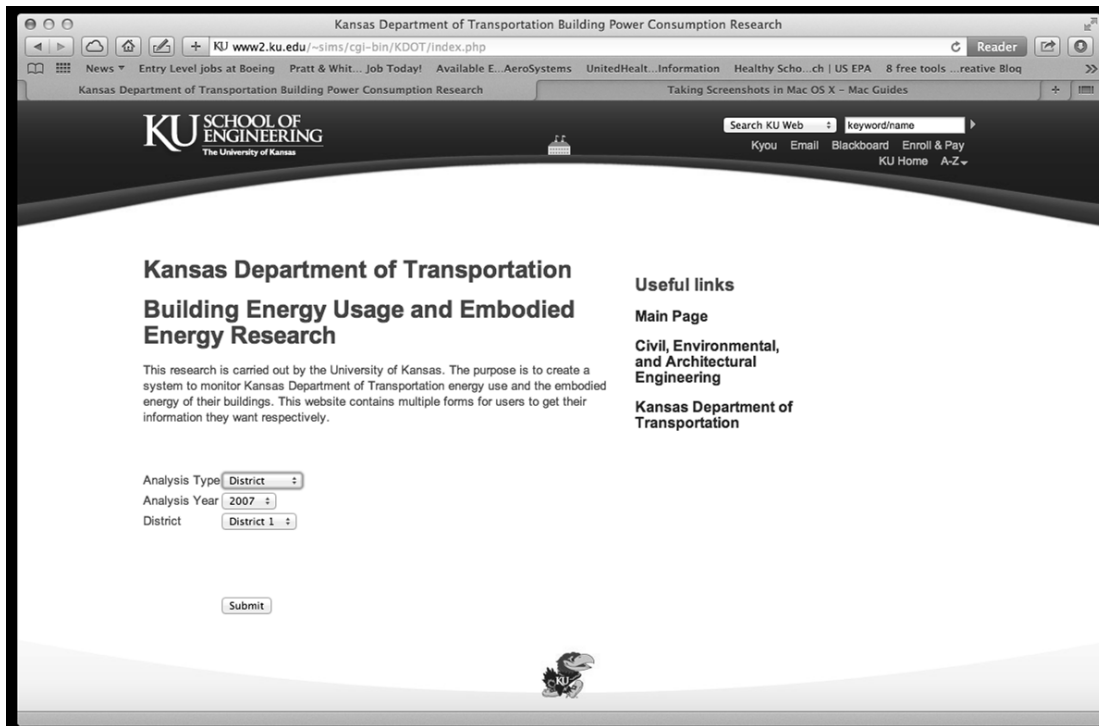 Kansas Department of Transportation Building Power Consumption Research
KU www2.ku.edu/~sims/cgi-bin/KDOT/index.php
Reader
News Entry Level jobs at Boeing Pratt & Whit... Job Today! Available E...AeroSystems UnitedHealt...Information Healthy Scho...ch | US EPA 8 free tools ...reative Blog
Kansas Department of Transportation Building Power Consumption Research
Taking Screenshots in Mac OS X – Mac Guides
KU SCHOOL OF
ENGINEERING
The University of Kansas
Search KU Web keyword/name
Kyou Email Blackboard Enroll & Pay
KU Home A-Z
Kansas Department of Transportation
Building Energy Usage and Embodied
Energy Research
This research is carried out by the University of Kansas. The purpose is to create a
system to monitor Kansas Department of Transportation energy use and the embodied
energy of their buildings. This website contains multiple forms for users to get their
information they want respectively.
Useful links
Main Page
Civil, Environmental,
and Architectural
Engineering
Kansas Department of
Transportation
Analysis Type District
Analysis Year 2007
District District 1
Submit
KU